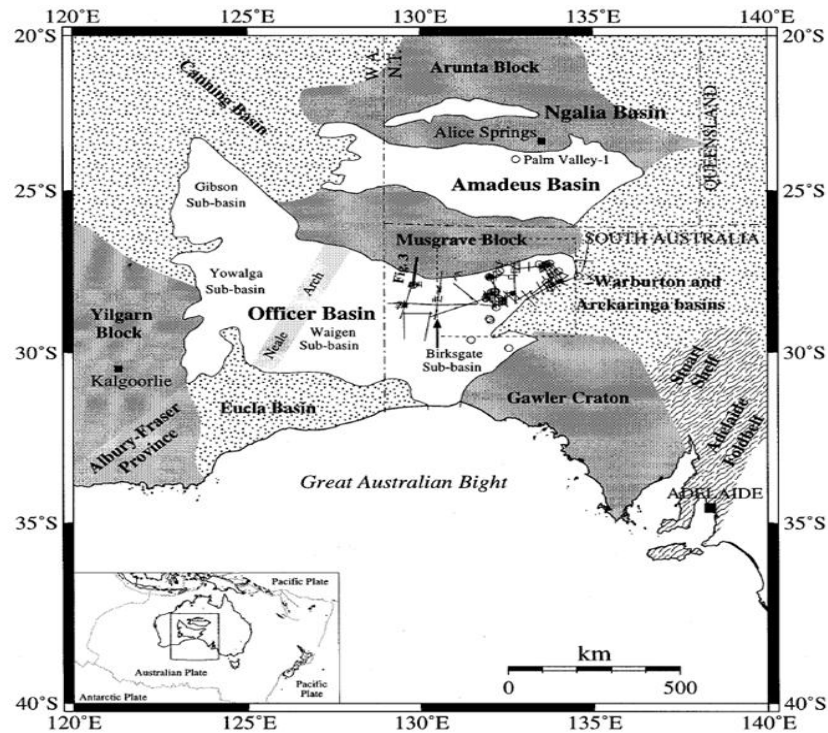 120°E 125°E 130°E 135°E 140°E
20°S 20°S
W.A.
N.T.
Arunta Block
Canning Basin
Ngalia Basin
QUEENSLAND
Alice Springs
Palm Valley-1
25°S 25°S
Amadeus Basin
Gibson
Sub-basin
Musgrave Block
SOUTH AUSTRALIA
Fig. 3
Yowalga
Sub-basin
Arch
Neale
Warburton and
Arckaringa basins
Officer Basin
Yilgarn
Block
Waigen
Sub-basin
30°S 30°S
Birksgate
Sub-basin
Kalgoorlie
Stuart
Shelf
Gawler Craton
Eucla Basin
Adelaide
Foldbelt
Albury-Fraser
Province
Great Australian Bight
ADELAIDE
35°S 35°S
Pacific Plate
Australian Plate
Pacific
Plate
Antarctic Plate
km
0 500
40°S 40°S
120°E 125°E 130°E 135°E 140°E